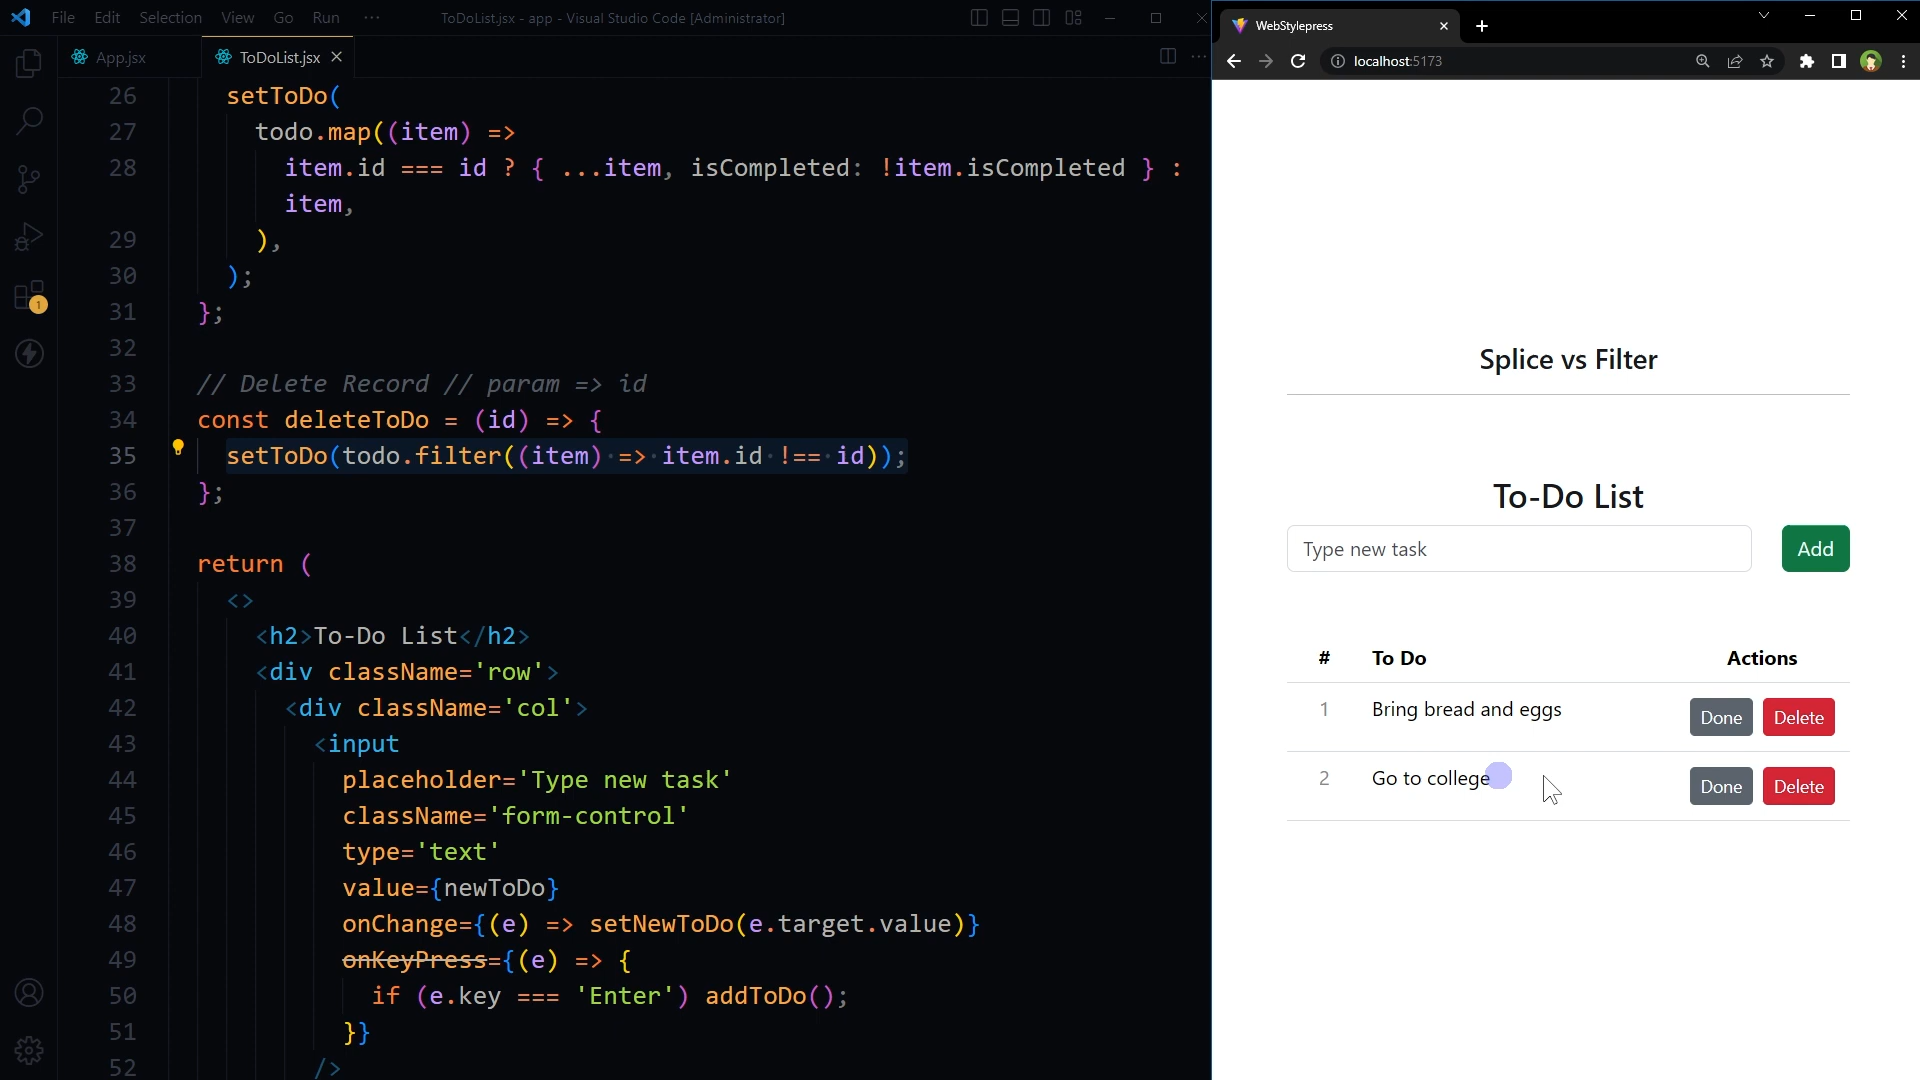 File Edit Selection View Go Run ···
ToDoList.jsx - app - Visual Studio Code [Administrator]
App.jsx
ToDoList.jsx
26 setToDo(
27 todo.map((item) =>
28 item.id === id ? { ...item, isCompleted: !item.isCompleted } :
item,
29 ),
30 );
31 };
32
33 // Delete Record // param => id
34 const deleteToDo = (id) => {
35 setToDo(todo.filter((item) => item.id !== id));
36 };
37
38 return (
39 <>
40 <h2>To-Do List</h2>
41 <div className='row'>
42 <div className='col'>
43 <input
44 placeholder='Type new task'
45 className='form-control'
46 type='text'
47 value={newToDo}
48 onChange={(e) => setNewToDo(e.target.value)}
49 onKeyPress={(e) => {
50 if (e.key === 'Enter') addToDo();
51 }}
52 />
1
WebStylepress
localhost:5173
Splice vs Filter
To-Do List
Type new task Add
# To Do Actions
1 Bring bread and eggs Done Delete
2 Go to college Done Delete